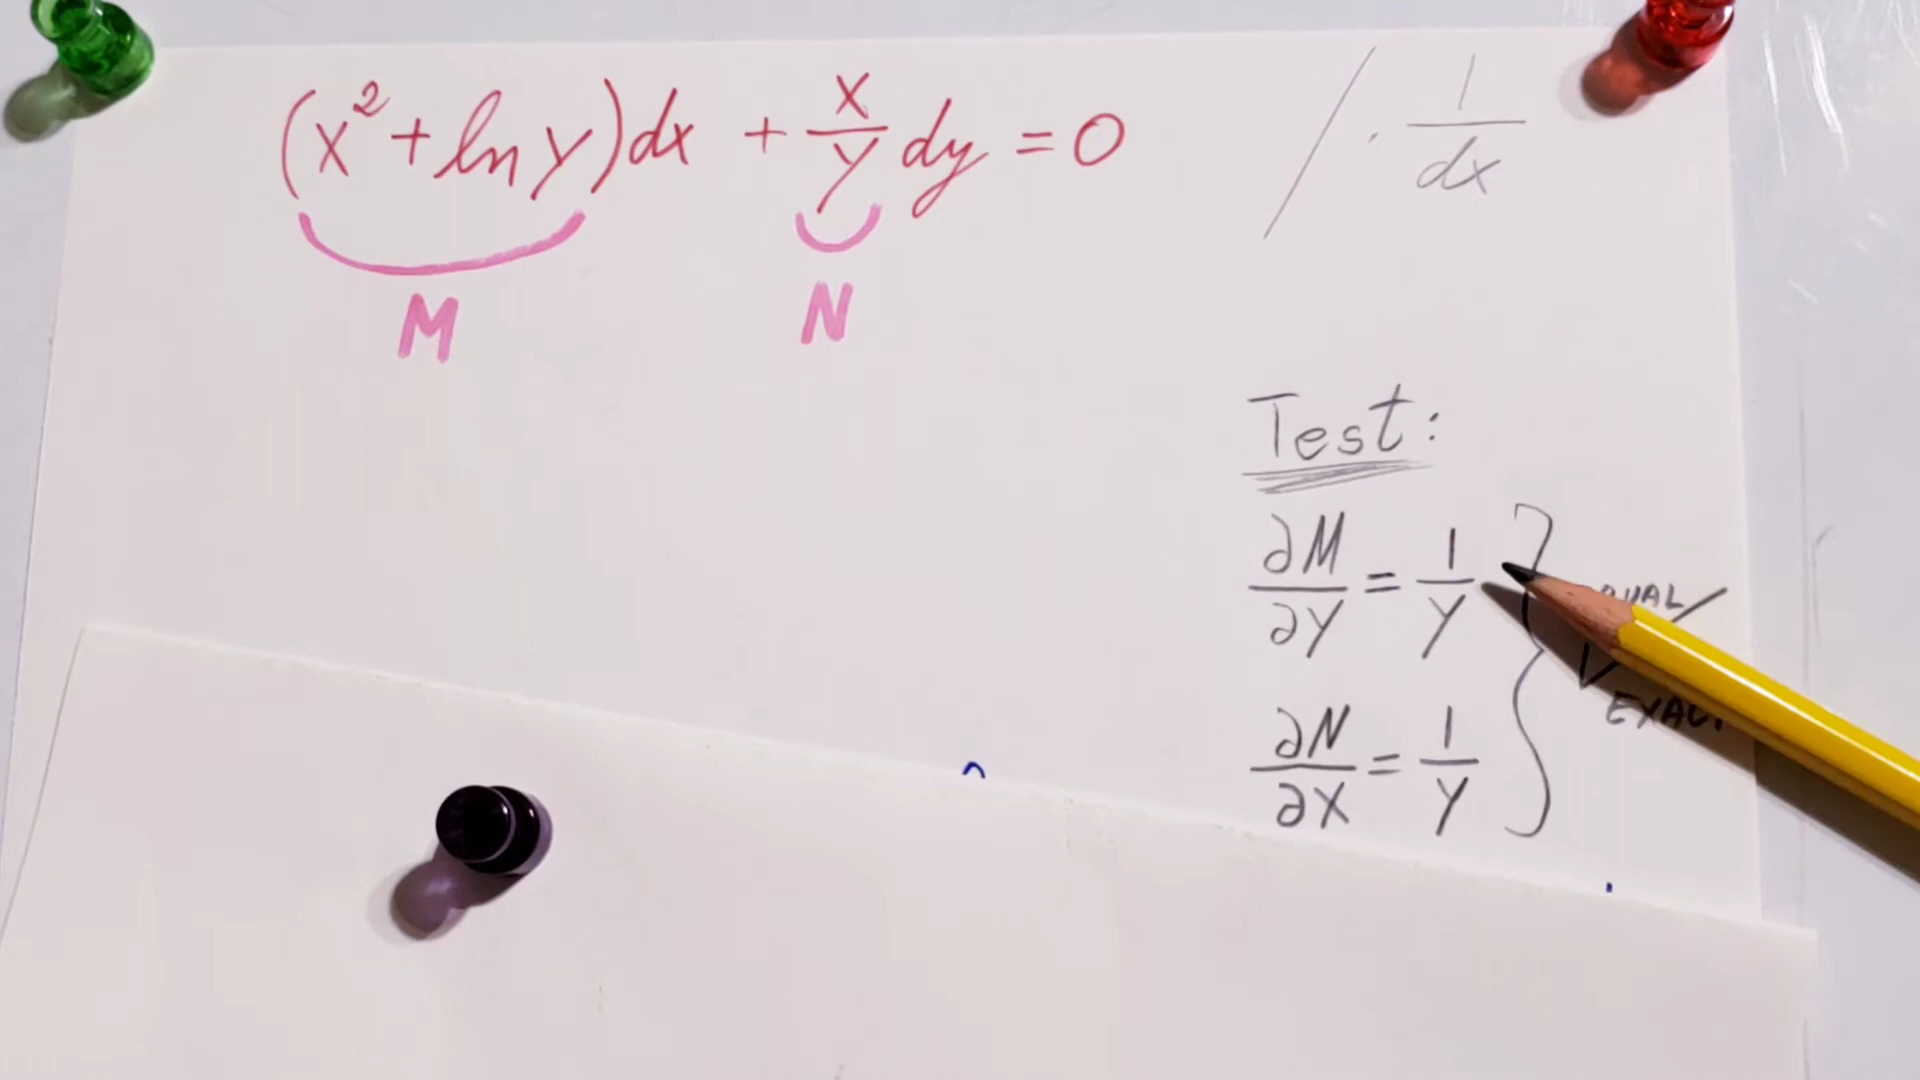 (x² + ln y) dx + x/y dy = 0 / · 1/dx
M N
Test:
∂M/∂y = 1/y
∂N/∂x = 1/y